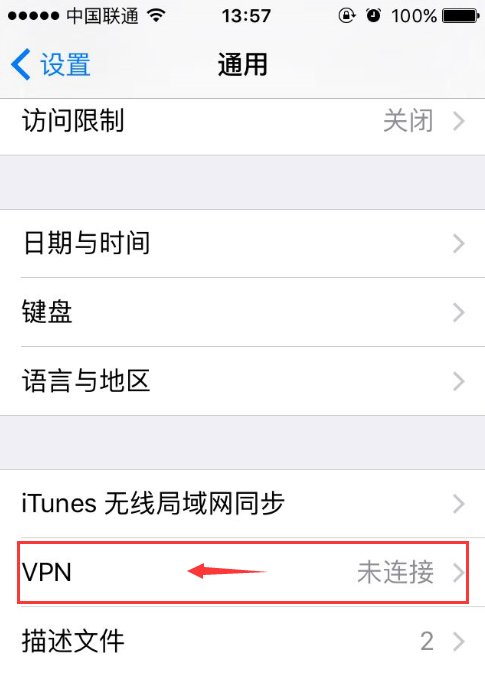 中国联通 13:57 100%
设置 通用
访问限制 关闭
日期与时间
键盘
语言与地区
iTunes 无线局域网同步
VPN 未连接
描述文件 2